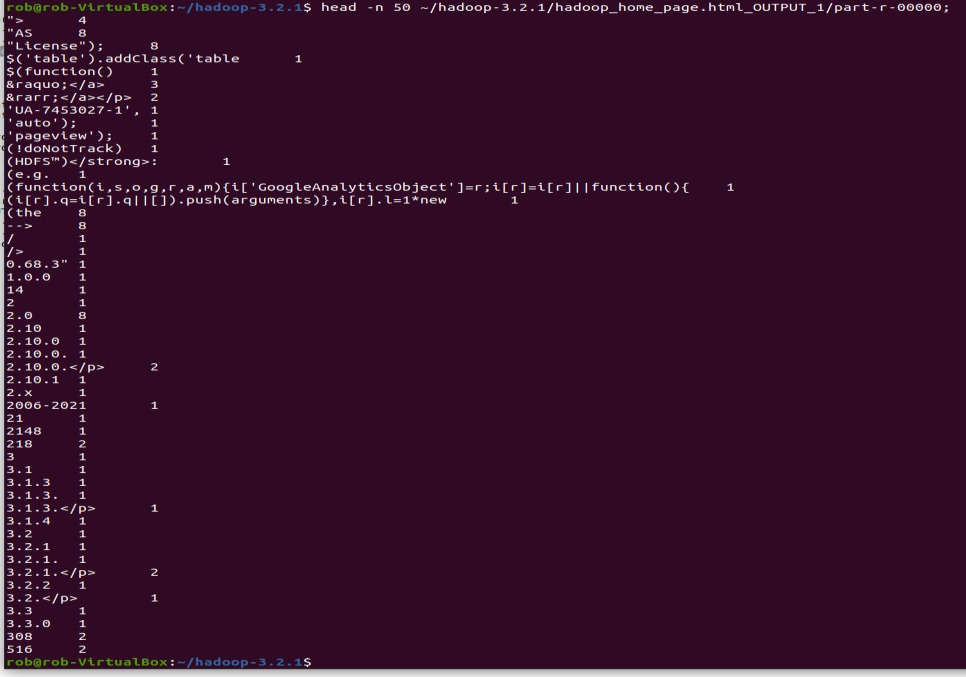 rob@rob-VirtualBox:~/hadoop-3.2.1$ head -n 50 ~/hadoop-3.2.1/hadoop_home_page.html_OUTPUT_1/part-r-00000;
">	4
"AS	8
"License");	8
$('table').addClass('table	1
$(function()	1
&raquo;</a>	3
&rarr;</a></p>	2
'UA-7453027-1',	1
'auto');	1
'pageview');	1
(!doNotTrack)	1
(HDFS™)</strong>:	1
(e.g.	1
(function(i,s,o,g,r,a,m){i['GoogleAnalyticsObject']=r;i[r]=i[r]||function(){	1
(i[r].q=i[r].q||[]).push(arguments)},i[r].l=1*new	1
(the	8
-->	8
/	1
/>	1
0.68.3"	1
1.0.0	1
14	1
2	1
2.0	8
2.10	1
2.10.0	1
2.10.0.	1
2.10.0.</p>	2
2.10.1	1
2.x	1
2006-2021	1
21	1
2148	1
218	2
3	1
3.1	1
3.1.3	1
3.1.3.	1
3.1.3.</p>	1
3.1.4	1
3.2	1
3.2.1	1
3.2.1.	1
3.2.1.</p>	2
3.2.2	1
3.2.</p>	1
3.3	1
3.3.0	1
308	2
516	2
rob@rob-VirtualBox:~/hadoop-3.2.1$